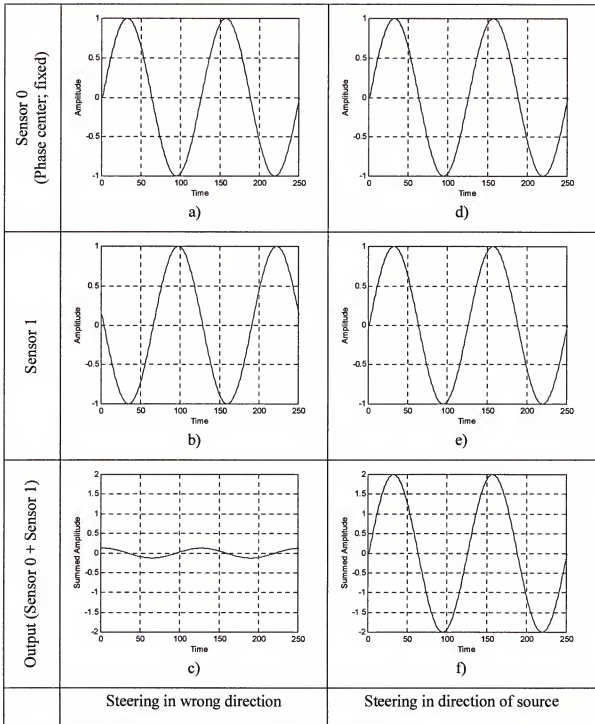 Sensor 0
(Phase center; fixed)
Amplitude
1
0.5
0
-0.5
-1
0 50 100 150 200 250
Time
a)
Amplitude
1
0.5
0
-0.5
-1
0 50 100 150 200 250
Time
d)
Sensor 1
Amplitude
1
0.5
0
-0.5
-1
0 50 100 150 200 250
Time
b)
Amplitude
1
0.5
0
-0.5
-1
0 50 100 150 200 250
Time
e)
Output (Sensor 0 + Sensor 1)
Summed Amplitude
2
1.5
1
0.5
0
-0.5
-1
-1.5
-2
0 50 100 150 200 250
Time
c)
Summed Amplitude
2
1.5
1
0.5
0
-0.5
-1
-1.5
-2
0 50 100 150 200 250
Time
f)
Steering in wrong direction
Steering in direction of source